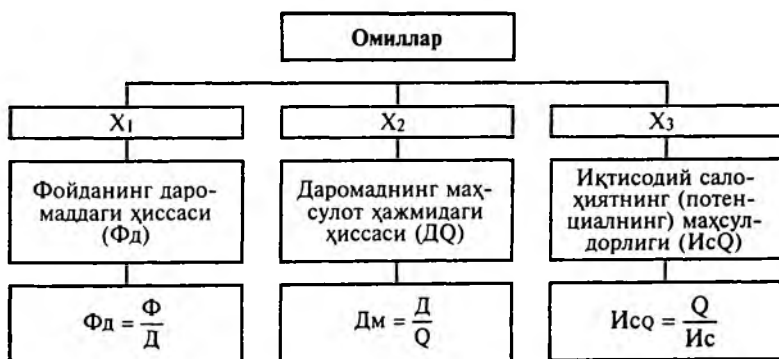 Омиллар
X1
X2
X3
Фойданинг даро-
маддаги ҳиссаси
(Фд)
Даромаднинг маҳ-
сулот ҳажмидаги
ҳиссаси (ДQ)
Иқтисодий сало-
ҳиятнинг (потен-
циалнинг) маҳсул-
дорлиги (ИсQ)
Фд = Ф/Д
Дм = Д/Q
ИсQ = Q/Ис